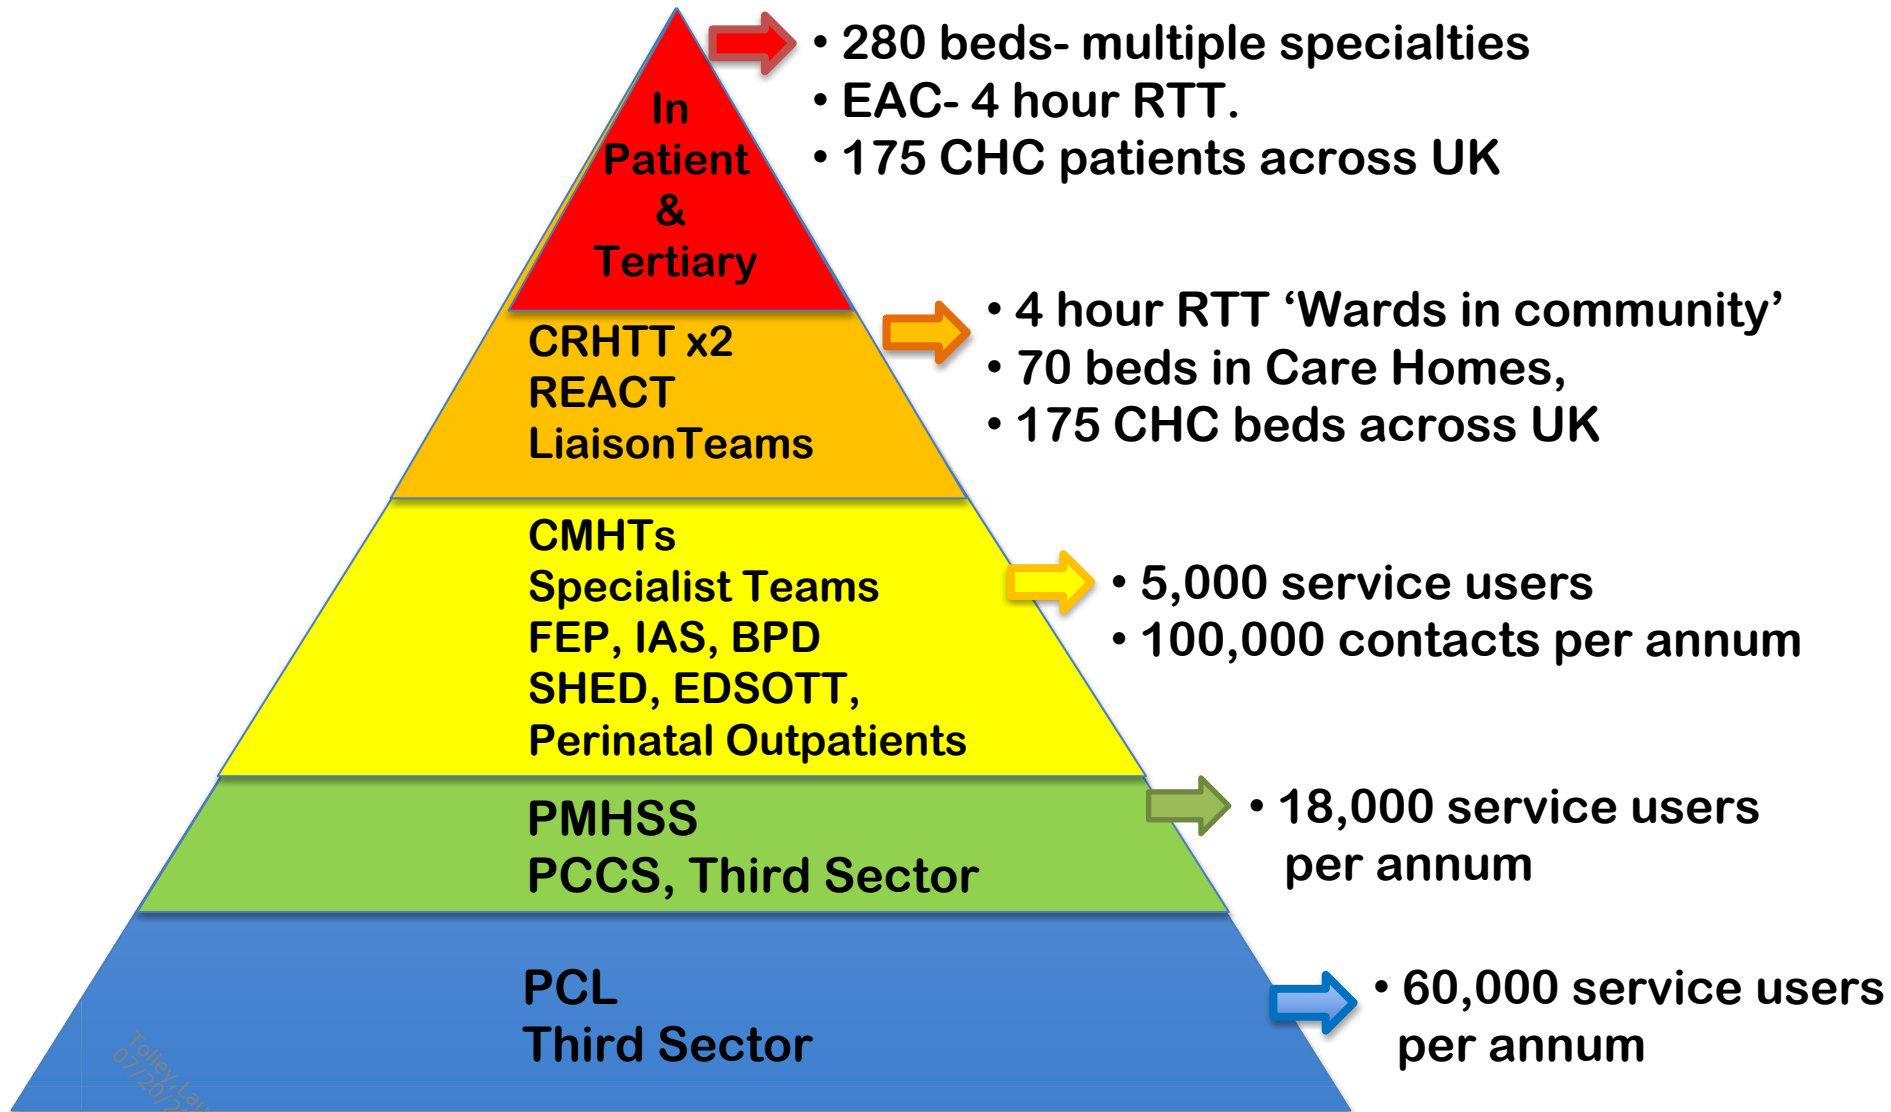 In
Patient
&
Tertiary
• 280 beds- multiple specialties
• EAC- 4 hour RTT.
• 175 CHC patients across UK
CRHTT x2
REACT
LiaisonTeams
• 4 hour RTT ‘Wards in community’
• 70 beds in Care Homes,
• 175 CHC beds across UK
CMHTs
Specialist Teams
FEP, IAS, BPD
SHED, EDSOTT,
Perinatal Outpatients
• 5,000 service users
• 100,000 contacts per annum
PMHSS
PCCS, Third Sector
• 18,000 service users
per annum
PCL
Third Sector
• 60,000 service users
per annum
Tolley,
07/20/